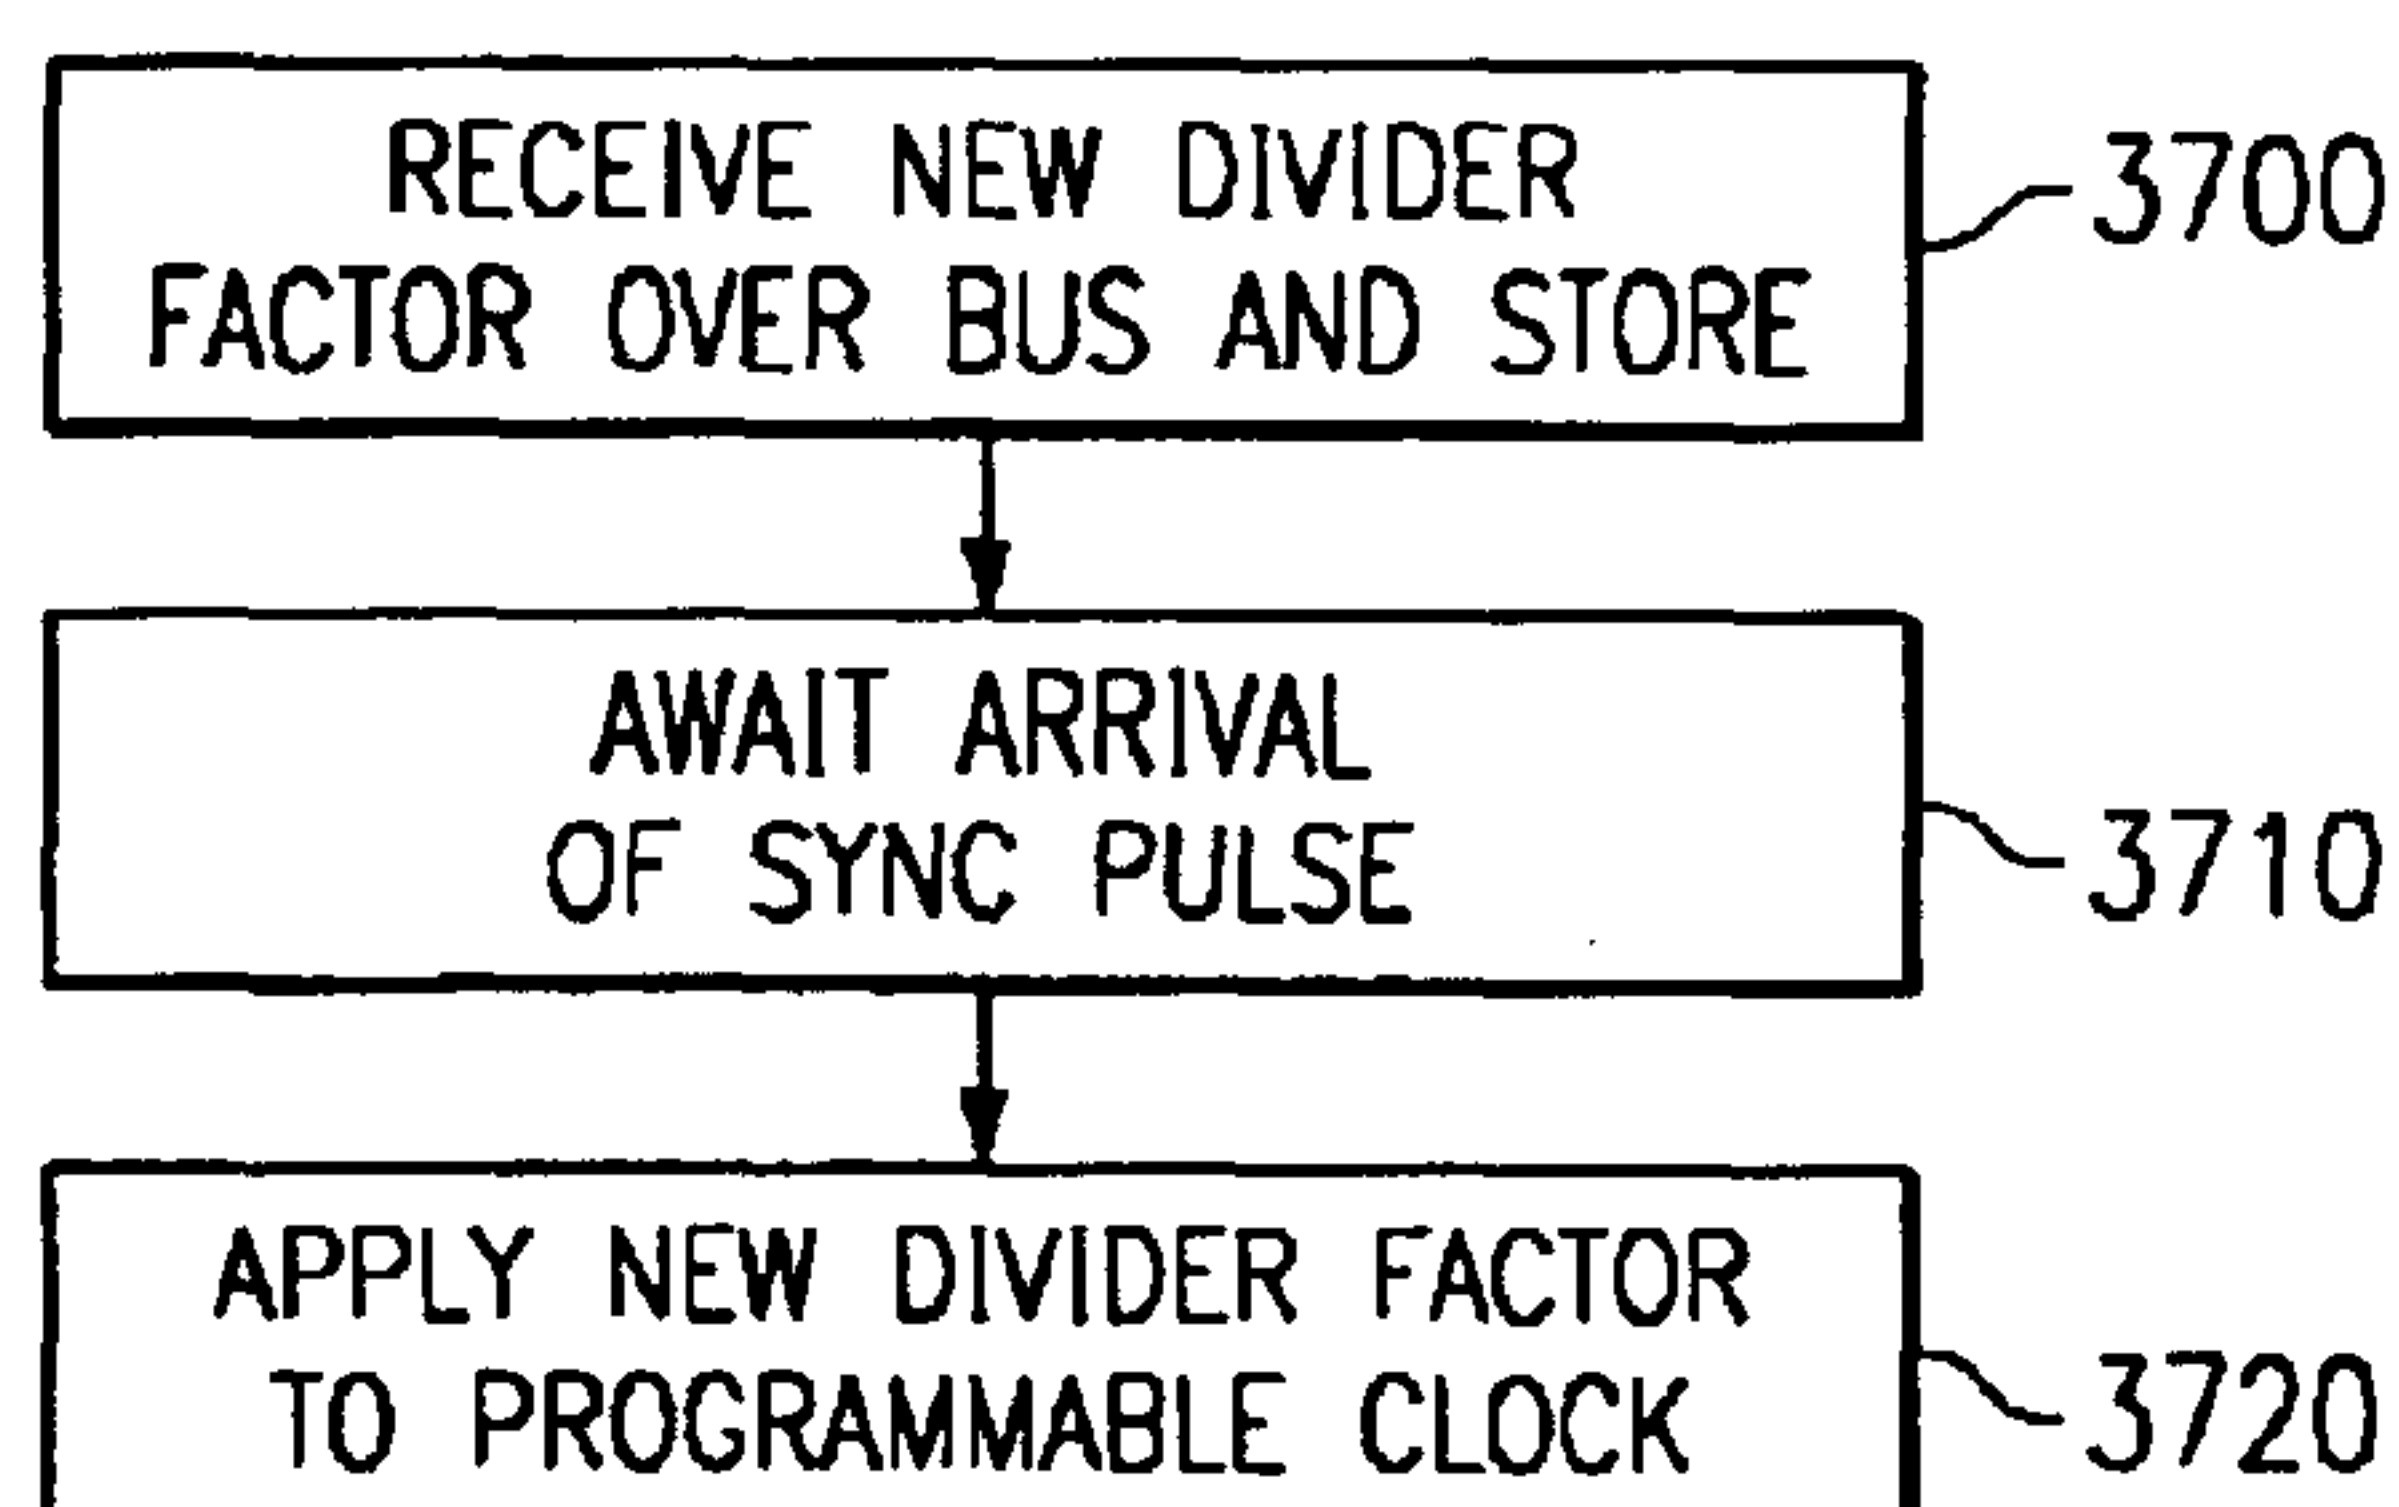 RECEIVE NEW DIVIDER
FACTOR OVER BUS AND STORE
3700
AWAIT ARRIVAL
OF SYNC PULSE
3710
APPLY NEW DIVIDER FACTOR
TO PROGRAMMABLE CLOCK
3720